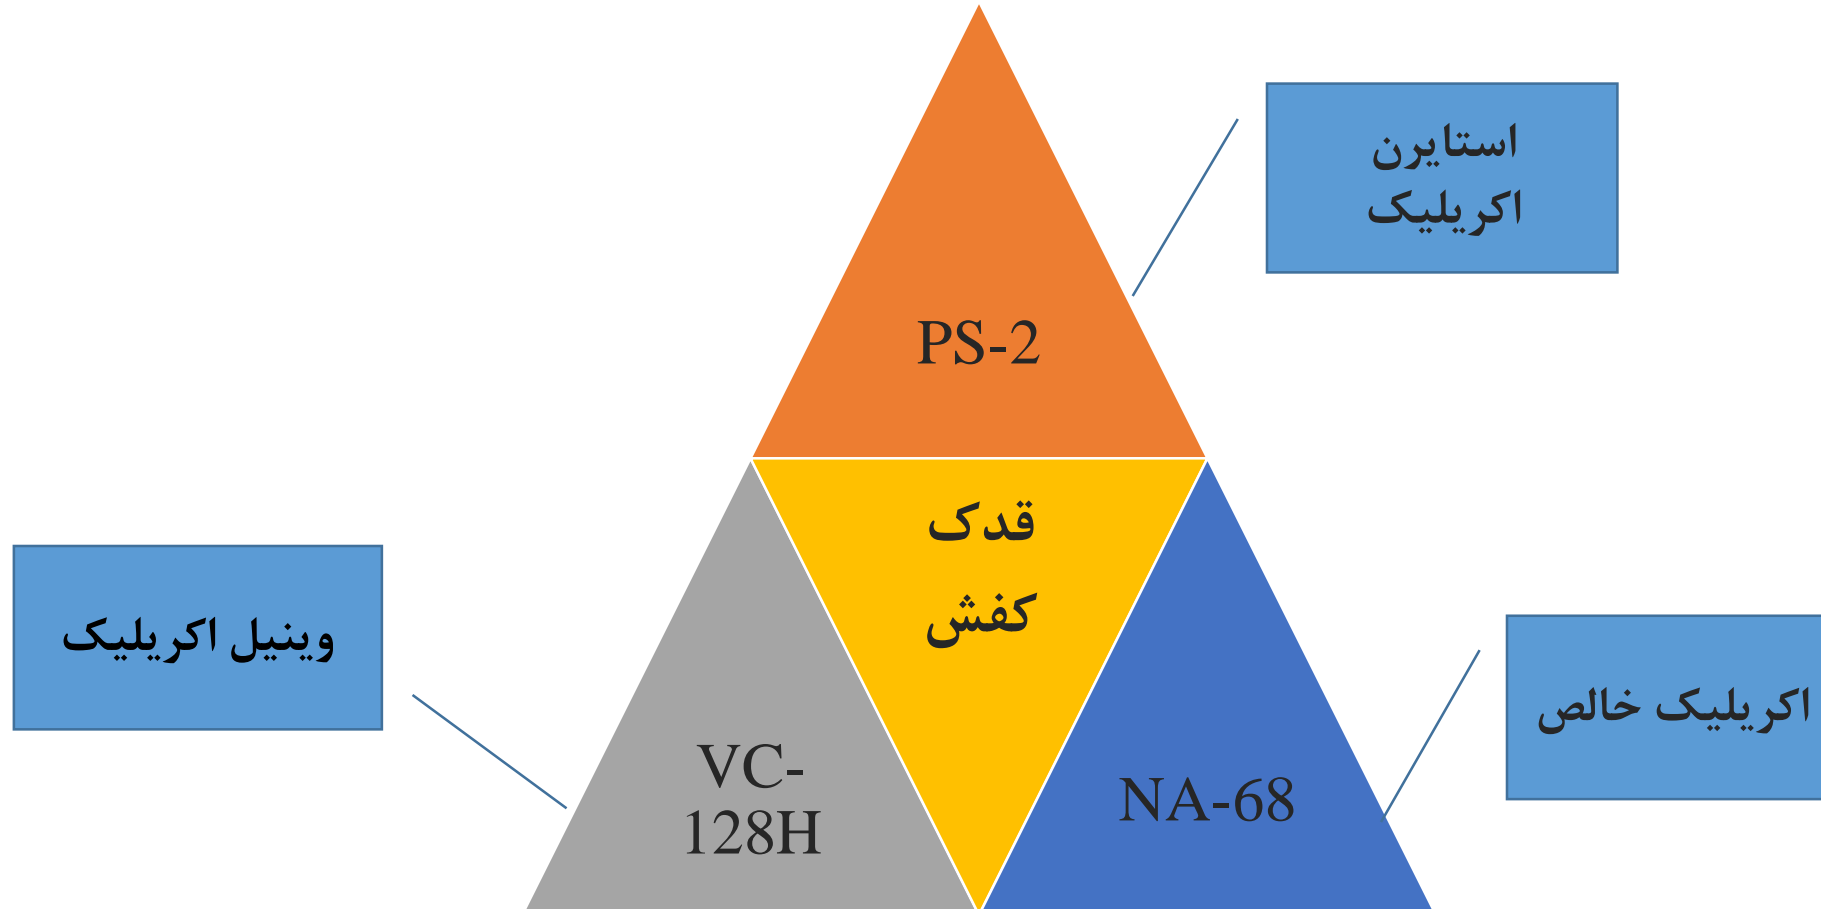 استایرن
اکریلیک
PS-2
قدک
کفش
وینیل اکریلیک
اکریلیک خالص
VC-
128H
NA-68